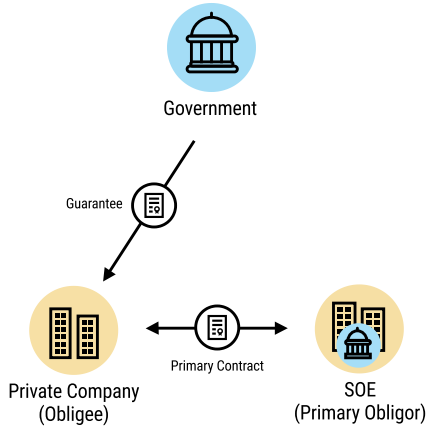 Government
Guarantee
Primary Contract
Private Company
(Obligee)
SOE
(Primary Obligor)